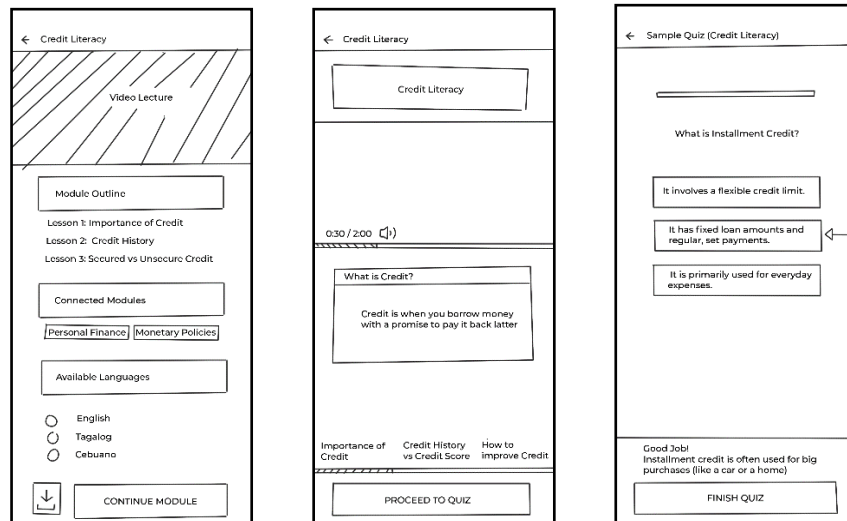 Credit Literacy
Video Lecture
Module Outline
Lesson 1: Importance of Credit
Lesson 2: Credit History
Lesson 3: Secured vs Unsecure Credit
Connected Modules
Personal Finance
Monetary Policies
Available Languages
English
Tagalog
Cebuano
CONTINUE MODULE
Credit Literacy
Credit Literacy
0:30 / 2:00
What is Credit?
Credit is when you borrow money
with a promise to pay it back latter
Importance of
Credit
Credit History
vs Credit Score
How to
improve Credit
PROCEED TO QUIZ
Sample Quiz (Credit Literacy)
What is Installment Credit?
It involves a flexible credit limit.
It has fixed loan amounts and
regular, set payments.
It is primarily used for everyday
expenses.
Good Job!
Installment credit is often used for big
purchases (like a car or a home)
FINISH QUIZ